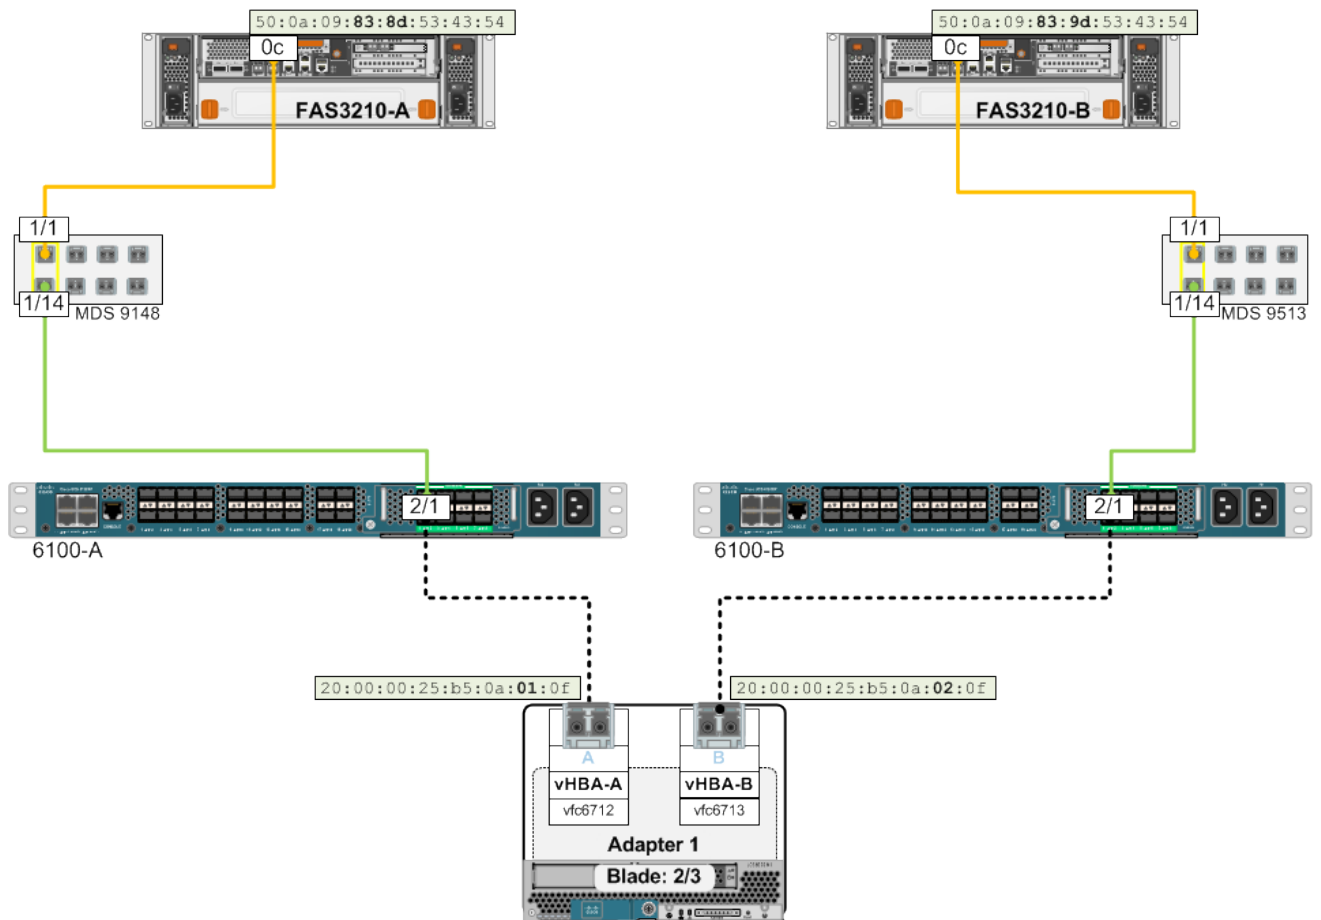 50:0a:09:83:8d:53:43:54
50:0a:09:83:9d:53:43:54
0c
0c
FAS3210-A
FAS3210-B
1/1
1/1
1/14
MDS 9148
1/14
MDS 9513
2/1
2/1
6100-A
6100-B
20:00:00:25:b5:0a:01:0f
20:00:00:25:b5:0a:02:0f
A
B
vHBA-A
vHBA-B
vfc6712
vfc6713
Adapter 1
Blade: 2/3